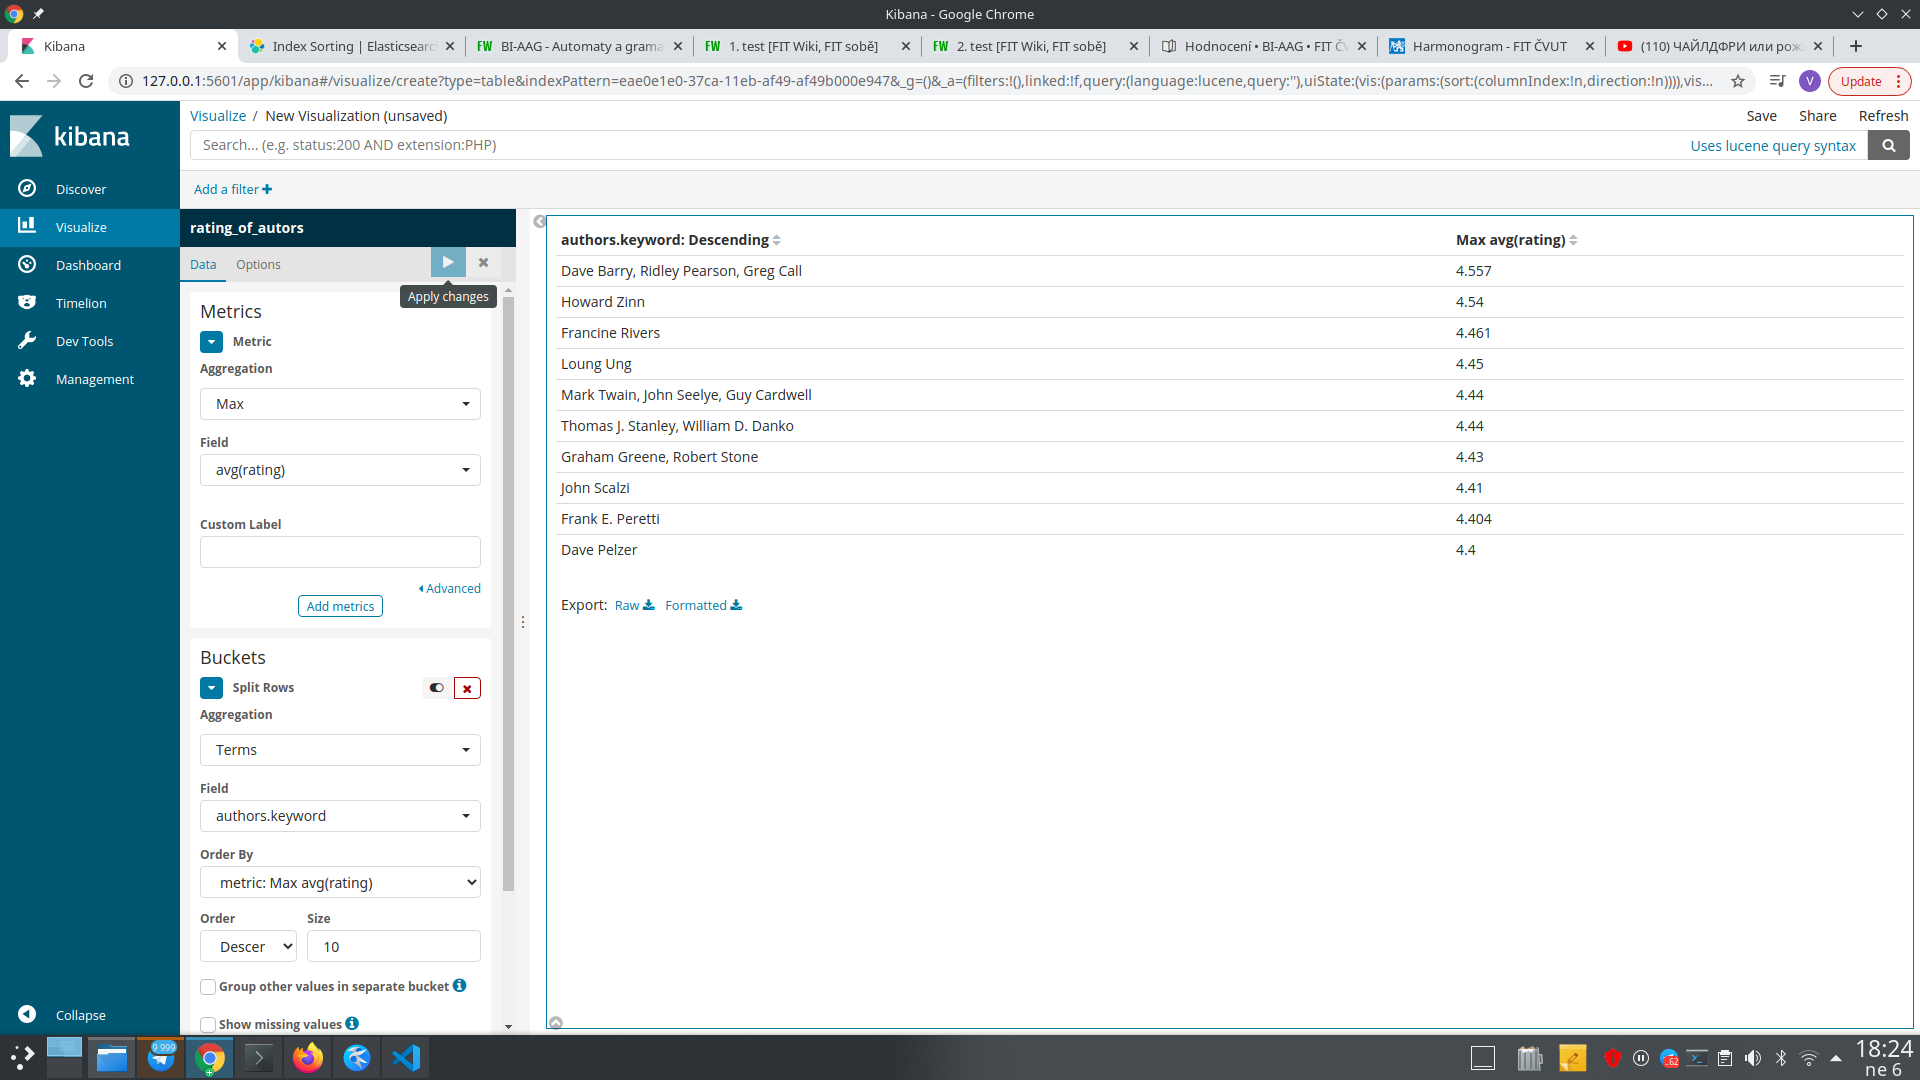 Kibana - Google Chrome
Kibana
Index Sorting | Elasticsearc
FW BI-AAG - Automaty a grama
FW 1. test [FIT Wiki, FIT sobě]
FW 2. test [FIT Wiki, FIT sobě]
Hodnocení • BI-AAG • FIT Č
Harmonogram - FIT ČVUT
(110) ЧАЙЛДФРИ или рож
127.0.0.1:5601/app/kibana#/visualize/create?type=table&indexPattern=eae0e1e0-37ca-11eb-af49-af49b000e947&_g=()&_a=(filters:!(),linked:!f,query:(language:lucene,query:''),uiState:(vis:(params:(sort:(columnIndex:!n,direction:!n)))),vis...
V
Update
kibana
Discover
Visualize
Dashboard
Timelion
Dev Tools
Management
Collapse
Visualize / New Visualization (unsaved)
Save Share Refresh
Search... (e.g. status:200 AND extension:PHP)
Uses lucene query syntax
Add a filter
rating_of_autors
Data Options
Apply changes
Metrics
Metric
Aggregation
Max
Field
avg(rating)
Custom Label
Advanced
Add metrics
Buckets
Split Rows
Aggregation
Terms
Field
authors.keyword
Order By
metric: Max avg(rating)
Order Size
Descer 10
Group other values in separate bucket
Show missing values
authors.keyword: Descending Max avg(rating)
Dave Barry, Ridley Pearson, Greg Call 4.557
Howard Zinn 4.54
Francine Rivers 4.461
Loung Ung 4.45
Mark Twain, John Seelye, Guy Cardwell 4.44
Thomas J. Stanley, William D. Danko 4.44
Graham Greene, Robert Stone 4.43
John Scalzi 4.41
Frank E. Peretti 4.404
Dave Pelzer 4.4
Export: Raw Formatted
9 999
62
18:24
ne 6